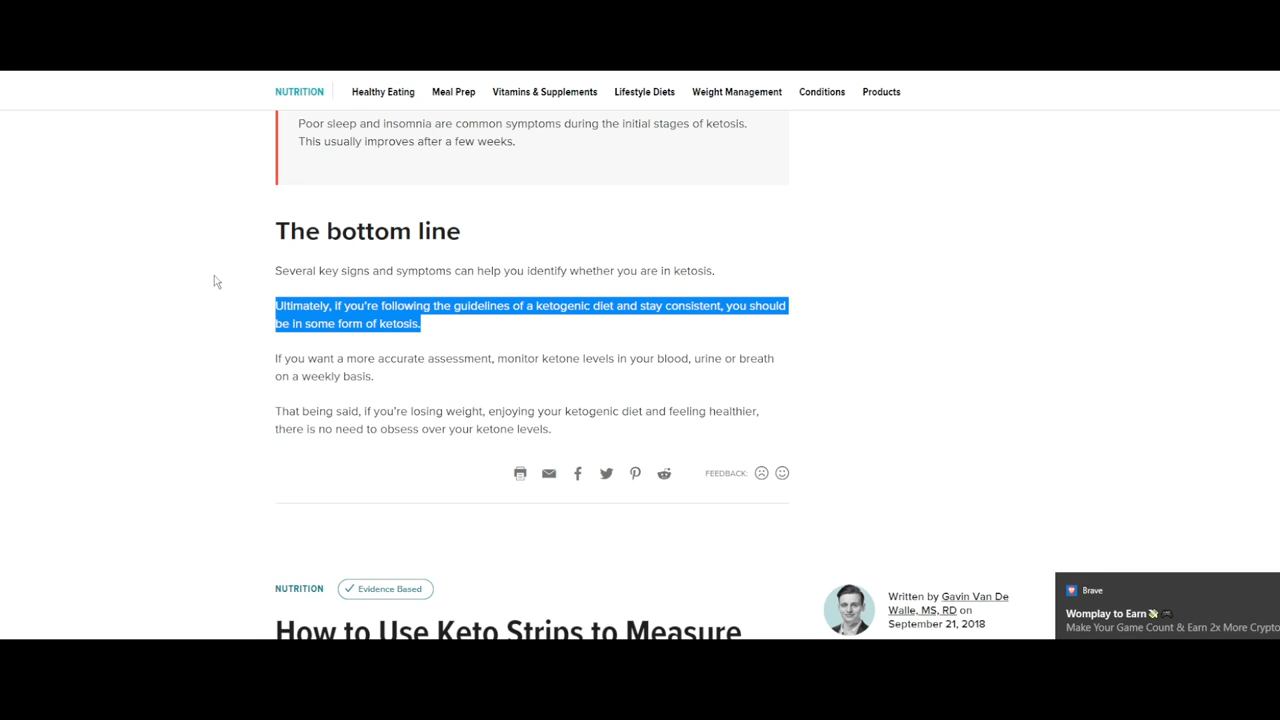 NUTRITION Healthy Eating Meal Prep Vitamins & Supplements Lifestyle Diets Weight Management Conditions Products
Poor sleep and insomnia are common symptoms during the initial stages of ketosis.
This usually improves after a few weeks.
The bottom line
Several key signs and symptoms can help you identify whether you are in ketosis.
Ultimately, if you're following the guidelines of a ketogenic diet and stay consistent, you should
be in some form of ketosis.
If you want a more accurate assessment, monitor ketone levels in your blood, urine or breath
on a weekly basis.
That being said, if you're losing weight, enjoying your ketogenic diet and feeling healthier,
there is no need to obsess over your ketone levels.
FEEDBACK:
NUTRITION Evidence Based
How to Use Keto Strips to Measure
Written by Gavin Van De
Walle, MS, RD on
September 21, 2018
Brave
Womplay to Earn
Make Your Game Count & Earn 2x More Crypto